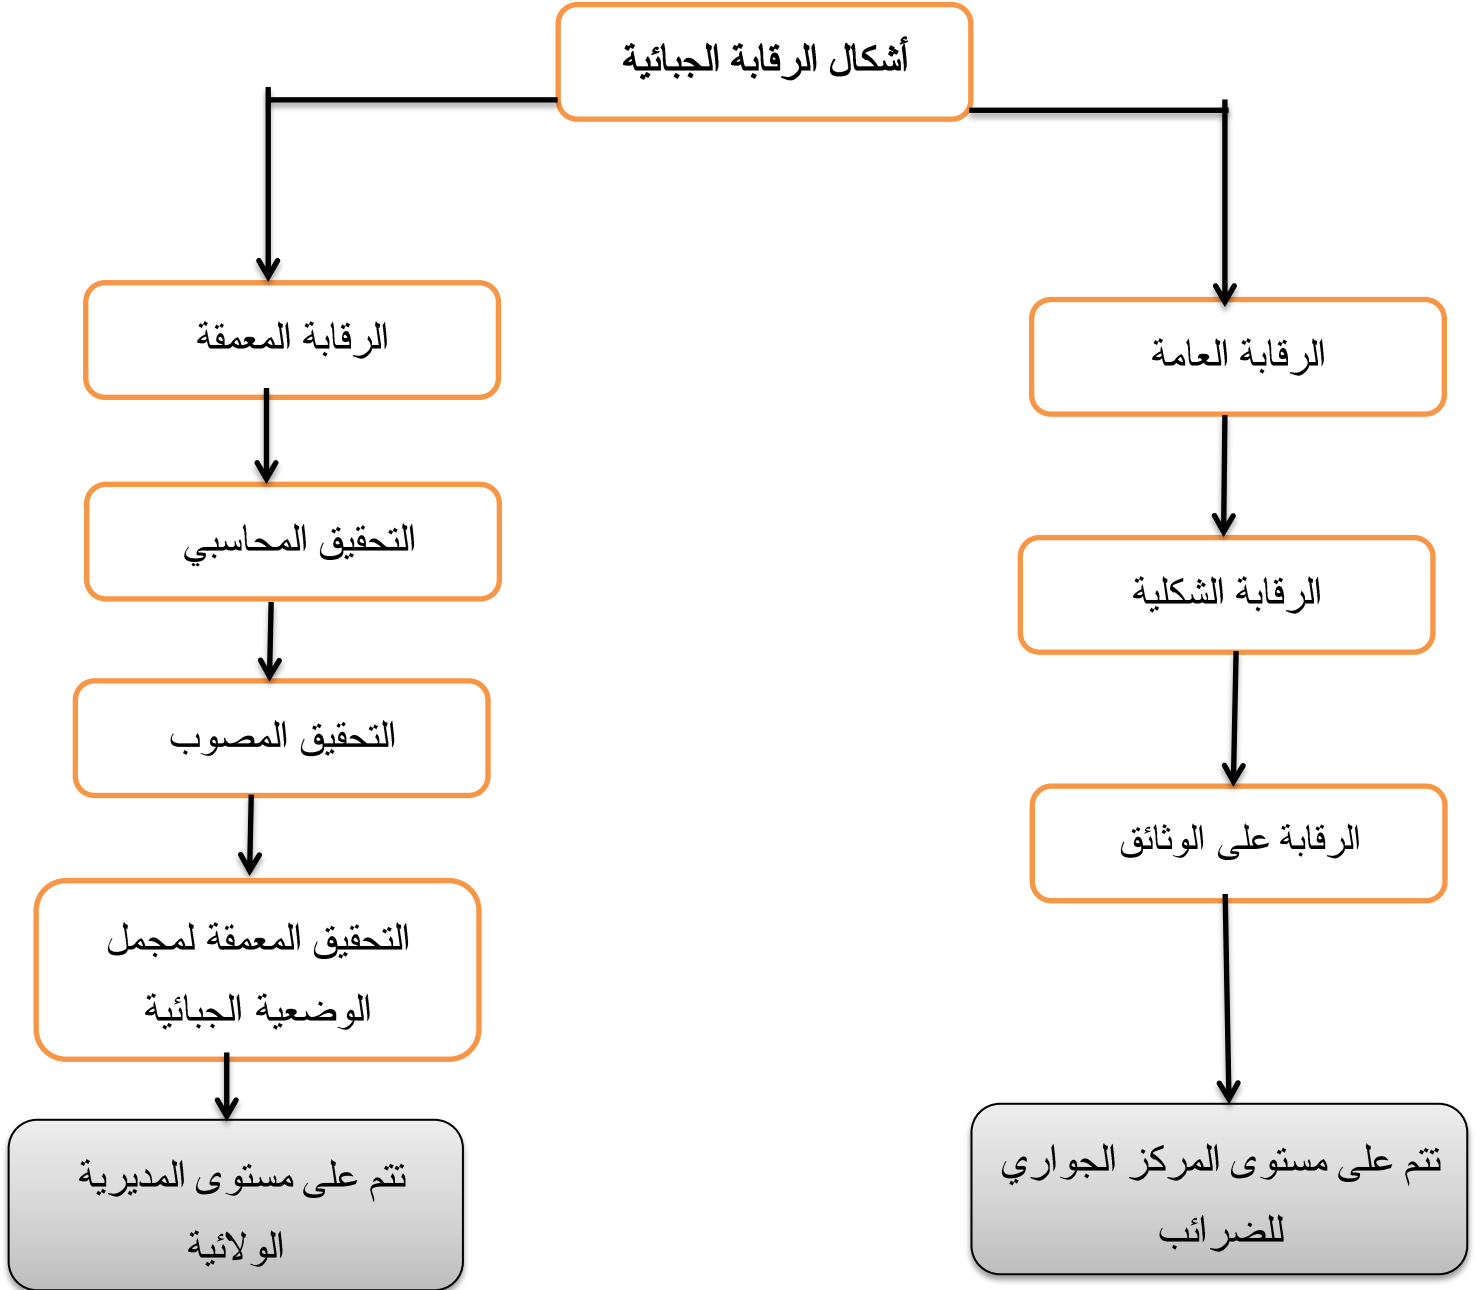 أشكال الرقابة الجبائية
الرقابة العامة
الرقابة الشكلية
الرقابة على الوثائق
تتم على مستوى المركز الجواري
للضرائب
الرقابة المعمقة
التحقيق المحاسبي
التحقيق المصوب
التحقيق المعمقة لمجمل
الوضعية الجبائية
تتم على مستوى المديرية
الولائية